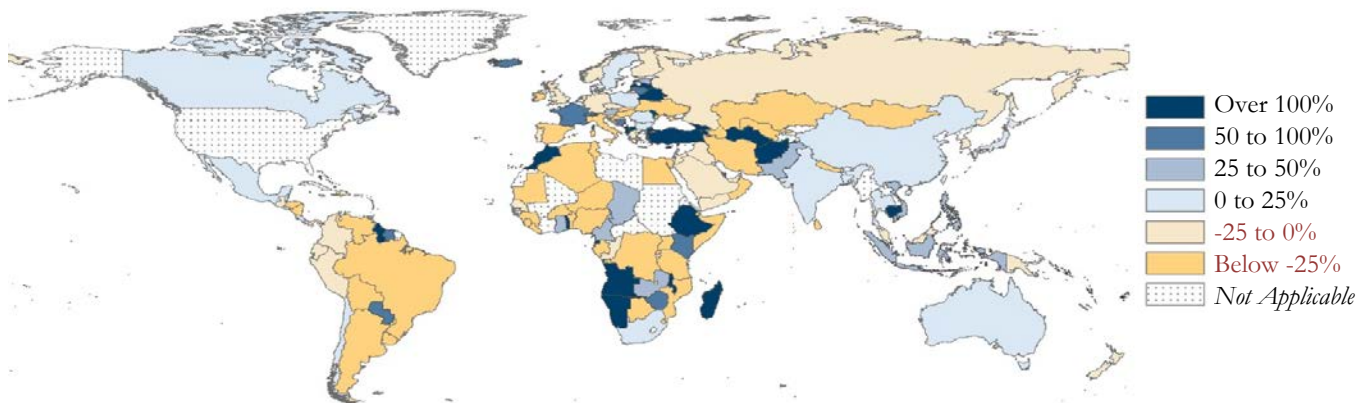 Over 100%
50 to 100%
25 to 50%
0 to 25%
-25 to 0%
Below -25%
Not Applicable